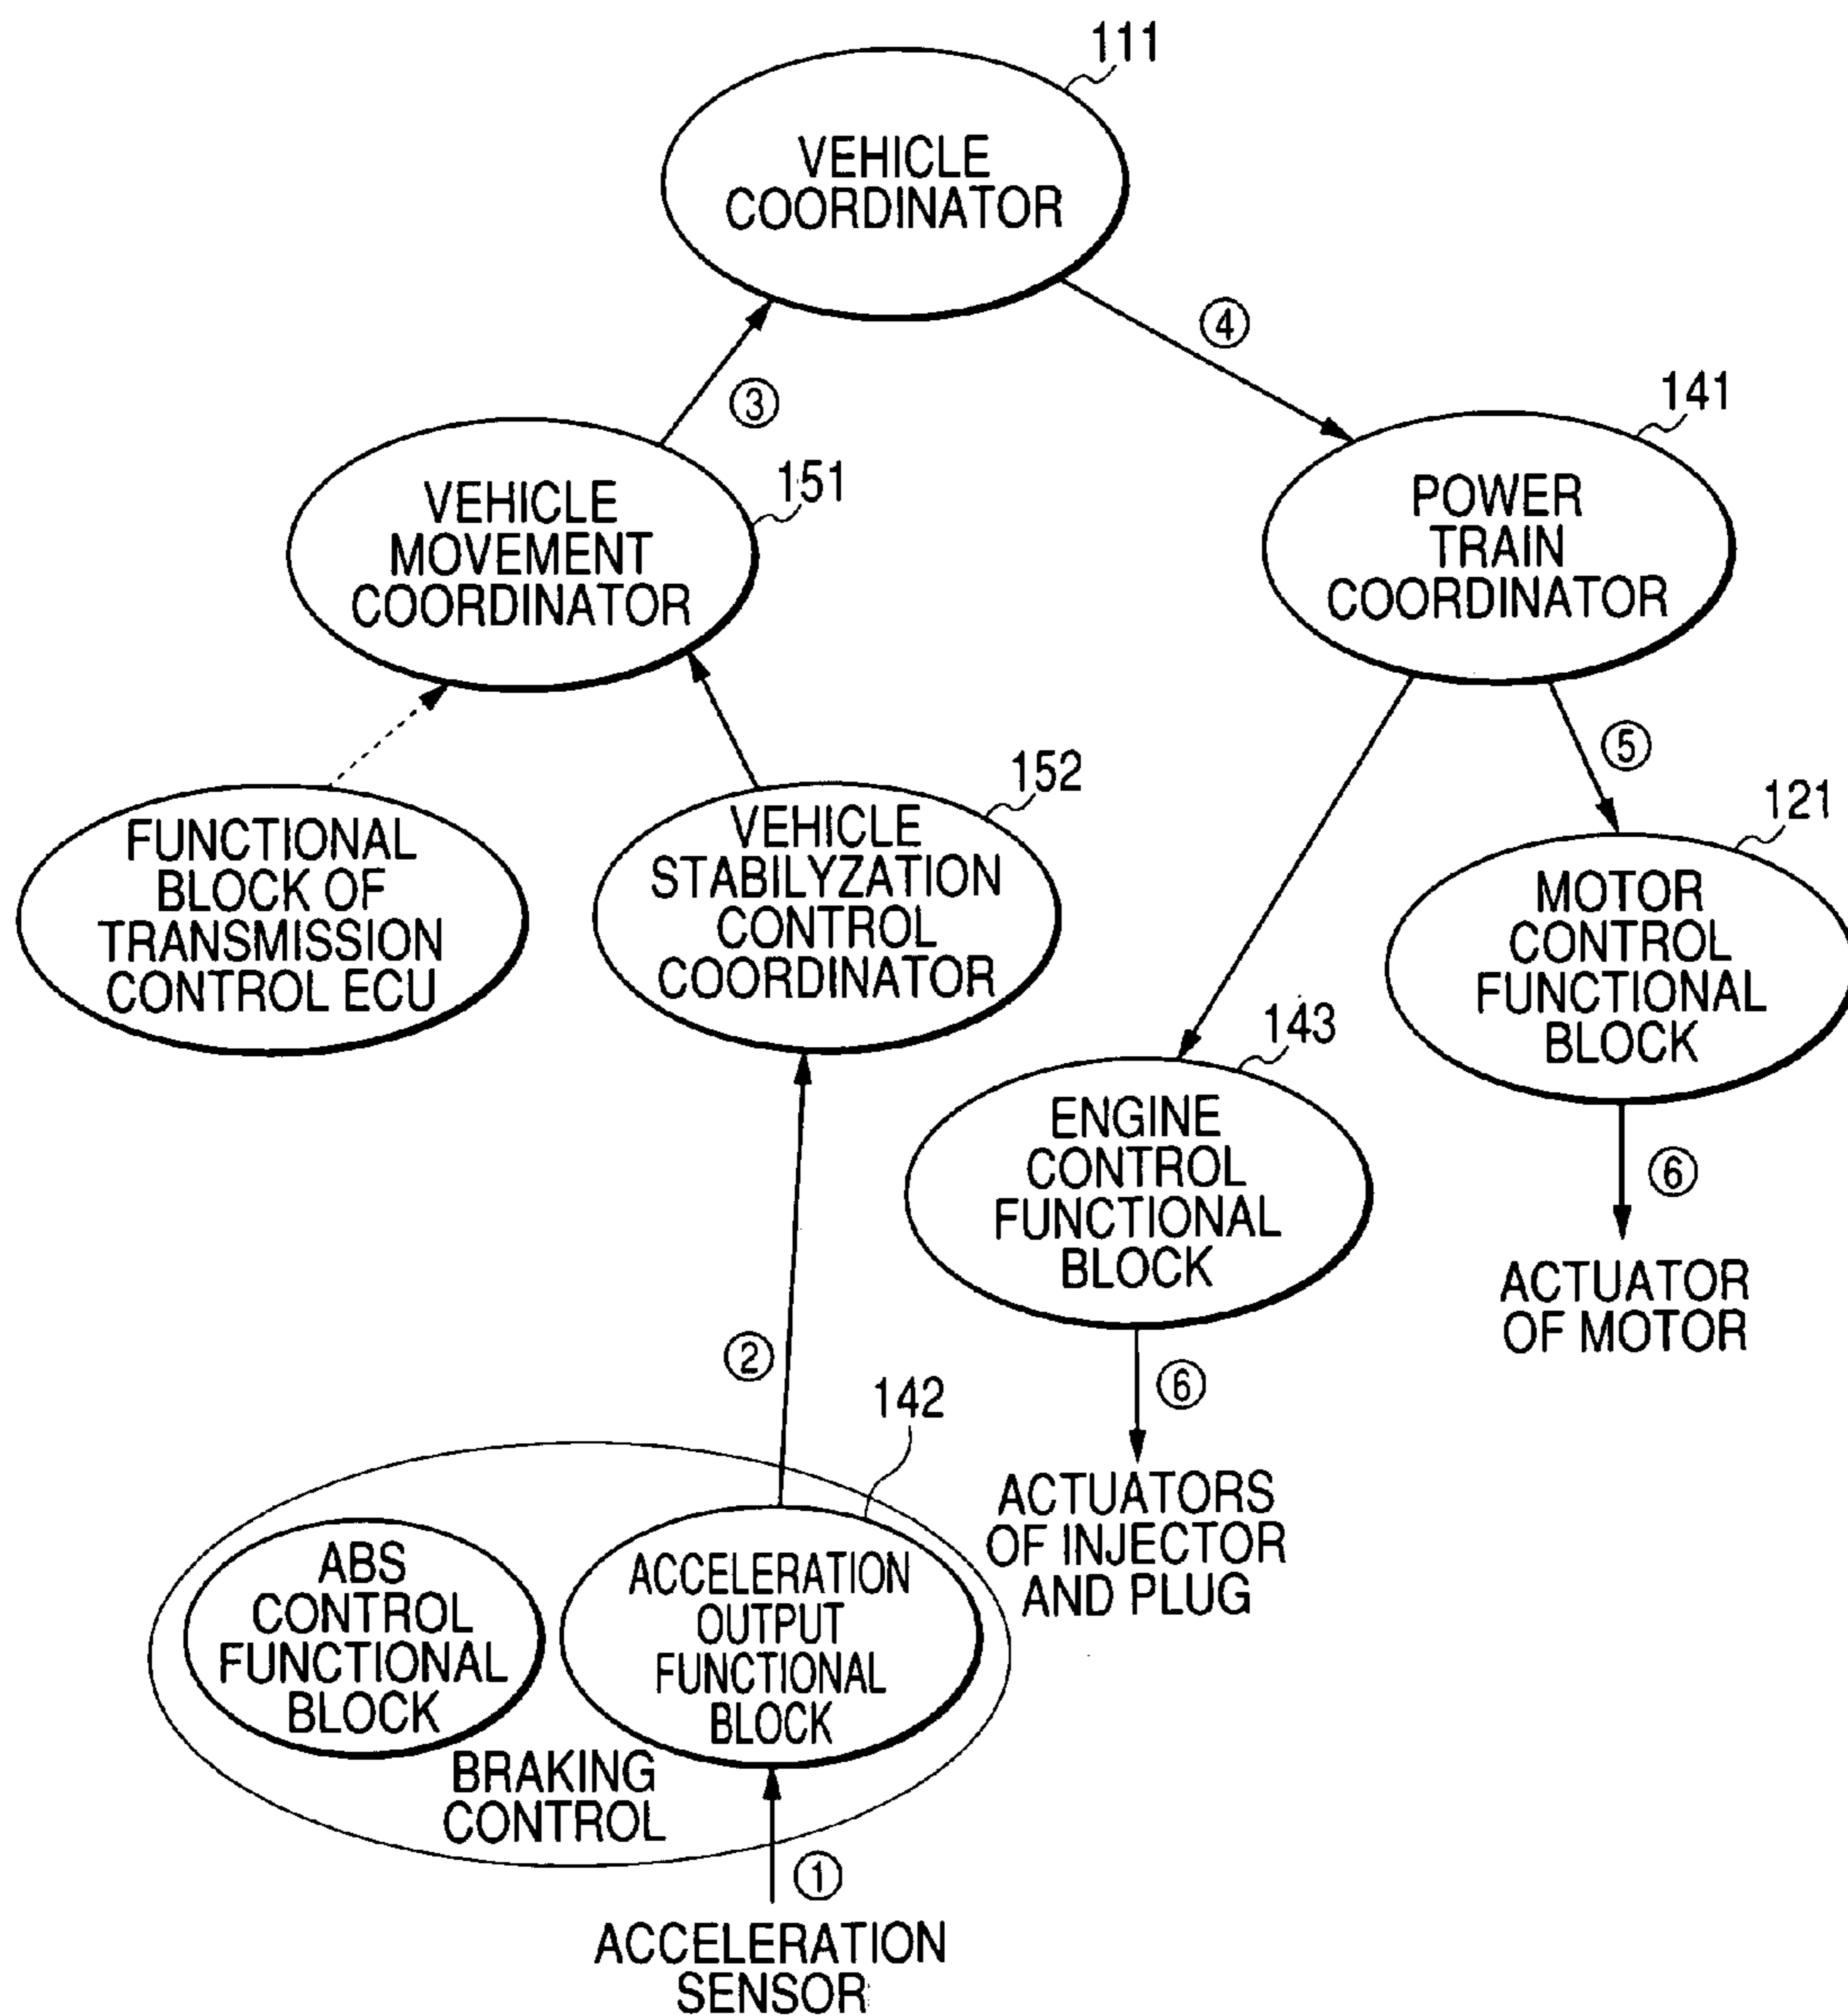 111
VEHICLE
COORDINATOR
④
③
141
151
VEHICLE
MOVEMENT
COORDINATOR
POWER
TRAIN
COORDINATOR
⑤
152
121
FUNCTIONAL
BLOCK OF
TRANSMISSION
CONTROL ECU
VEHICLE
STABILYZATION
CONTROL
COORDINATOR
MOTOR
CONTROL
FUNCTIONAL
BLOCK
143
ENGINE
CONTROL
FUNCTIONAL
BLOCK
⑥
ACTUATOR
OF MOTOR
②
⑥
142
ACTUATORS
OF INJECTOR
AND PLUG
ABS
CONTROL
FUNCTIONAL
BLOCK
ACCELERATION
OUTPUT
FUNCTIONAL
BLOCK
BRAKING
CONTROL
①
ACCELERATION
SENSOR